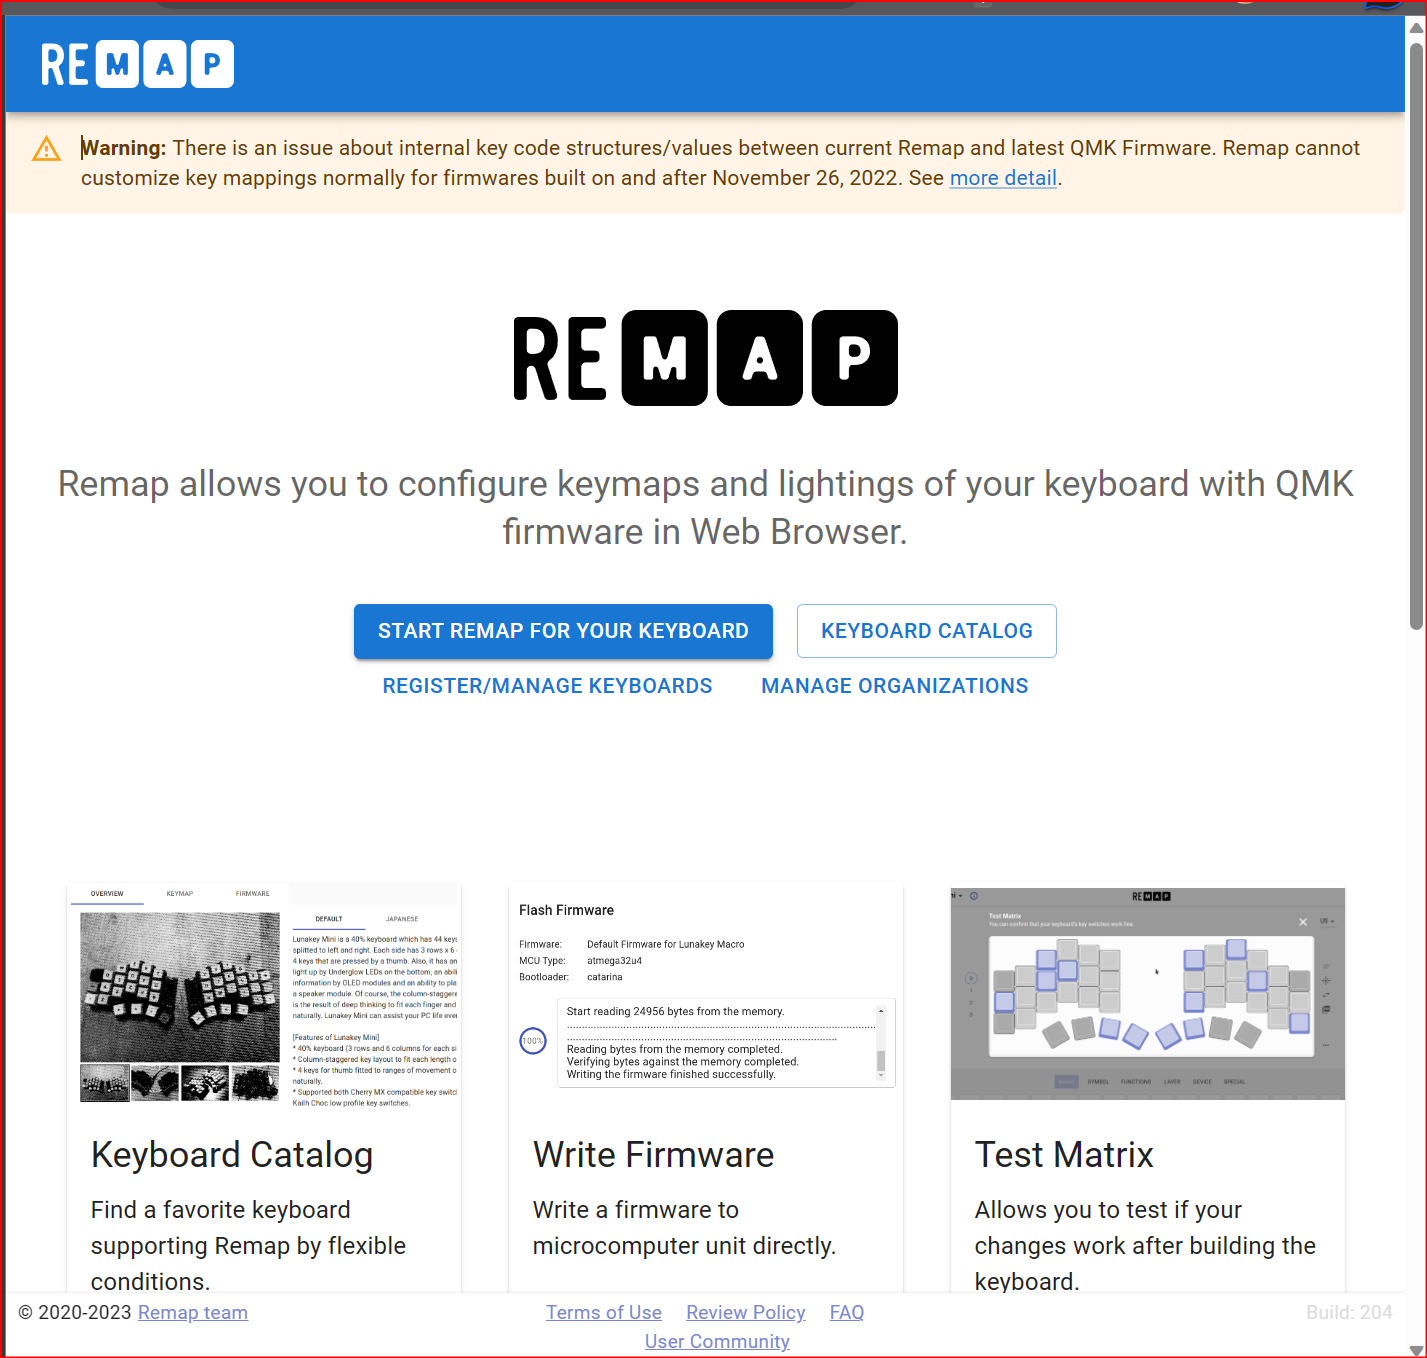 REMAP
Warning: There is an issue about internal key code structures/values between current Remap and latest QMK Firmware. Remap cannot
customize key mappings normally for firmwares built on and after November 26, 2022. See more detail.
REMAP
Remap allows you to configure keymaps and lightings of your keyboard with QMK
firmware in Web Browser.
START REMAP FOR YOUR KEYBOARD
KEYBOARD CATALOG
REGISTER/MANAGE KEYBOARDS
MANAGE ORGANIZATIONS
OVERVIEW KEYMAP FIRMWARE
DEFAULT JAPANESE
Lunakey Mini is a 40% keyboard which has 44 keys
splitted to left and right. Each side has 3 rows x 6
4 keys that are pressed by a thumb. Also, it has an
light up by Underglow LEDs on the bottom, an abili
information by OLED modules and an ability to pla
a speaker module. Of course, the column-staggere
is the result of deep thinking to fit each finger and
naturally. Lunakey Mini can assist your PC life ever
[Features of Lunakey Mini]
* 40% keyboard (3 rows and 6 columns for each si
* Column-staggered key layout to fit each length o
* 4 keys for thumb fitted to ranges of movement o
naturally.
* Supported both Cherry MX compatible key switc
Kailh Choc low profile key switches.
Keyboard Catalog
Find a favorite keyboard
supporting Remap by flexible
conditions.
Flash Firmware
Firmware: Default Firmware for Lunakey Macro
MCU Type: atmega32u4
Bootloader: catarina
100%
Start reading 24956 bytes from the memory.
Reading bytes from the memory completed.
Verifying bytes against the memory completed.
Writing the firmware finished successfully.
Write Firmware
Write a firmware to
microcomputer unit directly.
REMAP
Test Matrix
You can confirm that your keyboard's key switches work fine.
US
0
1
2
3
BASIC SYMBOL FUNCTIONS LAYER DEVICE SPECIAL
Test Matrix
Allows you to test if your
changes work after building the
keyboard.
© 2020-2023 Remap team
Terms of Use Review Policy FAQ
User Community
Build: 204